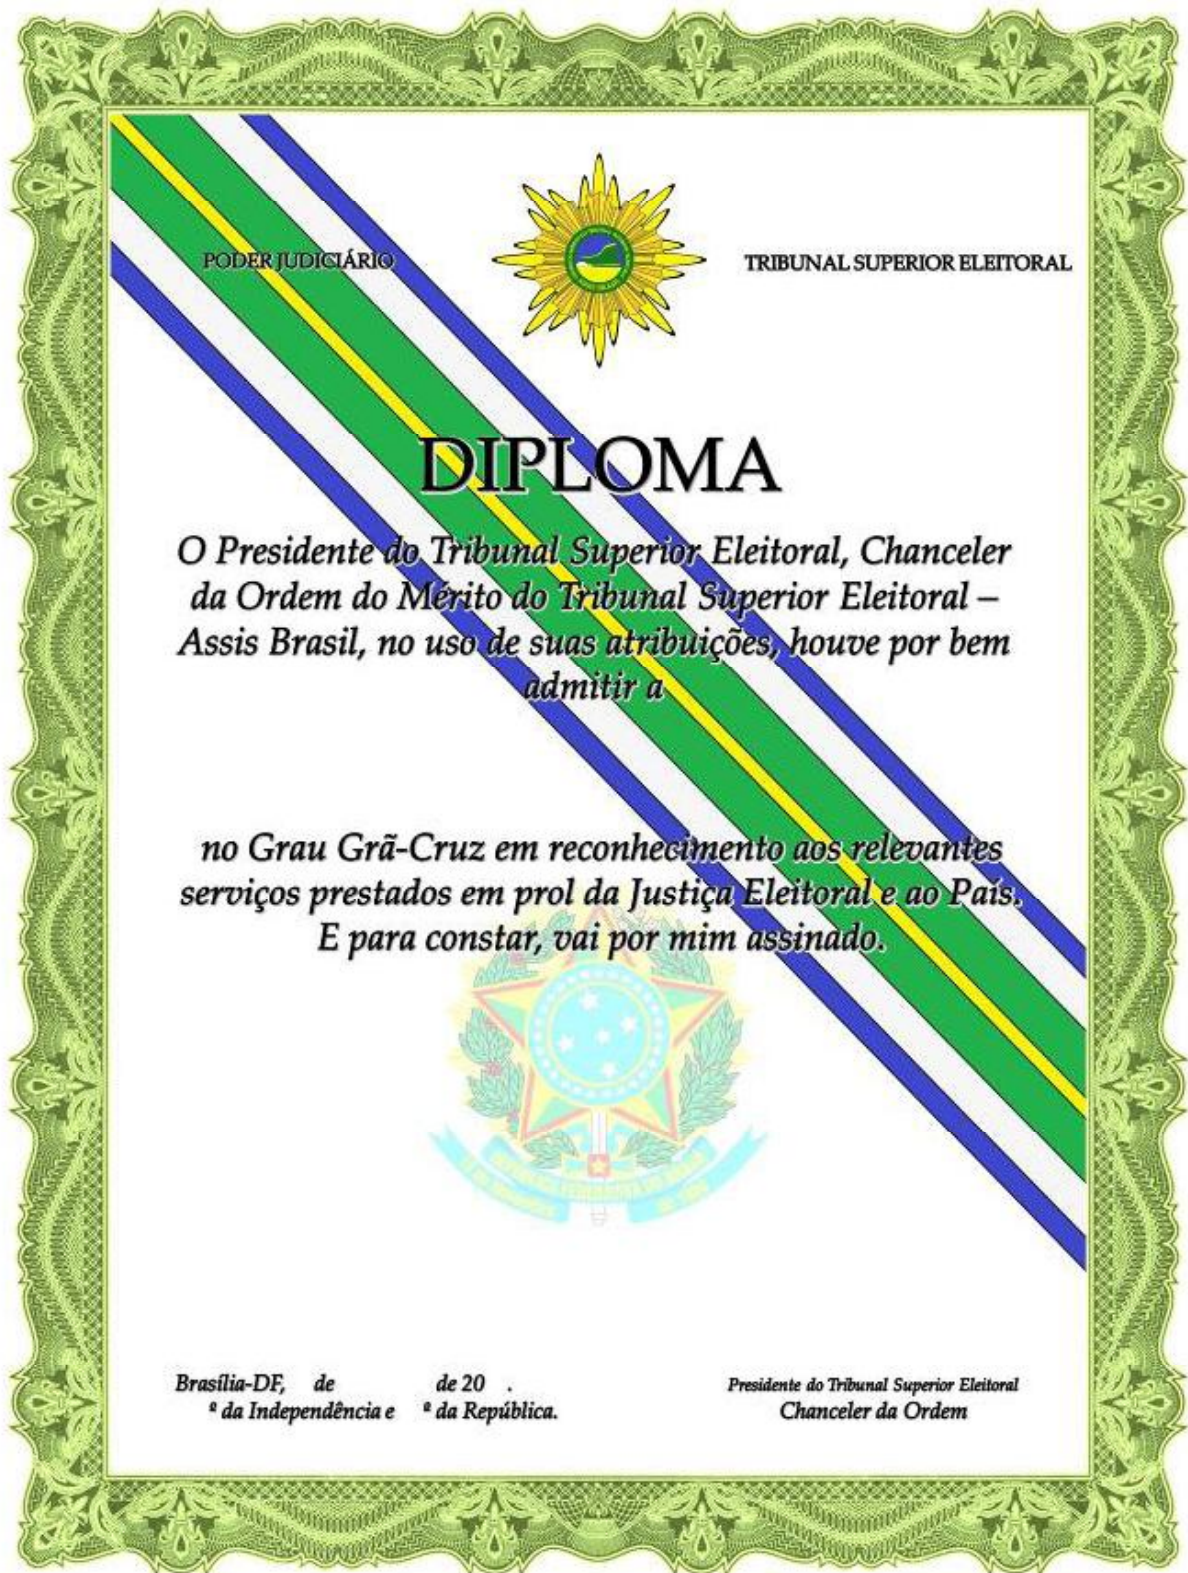 PODER JUDICIÁRIO
TRIBUNAL SUPERIOR ELEITORAL
DIPLOMA
O Presidente do Tribunal Superior Eleitoral, Chanceler
da Ordem do Mérito do Tribunal Superior Eleitoral –
Assis Brasil, no uso de suas atribuições, houve por bem
admitir a
no Grau Grã-Cruz em reconhecimento aos relevantes
serviços prestados em prol da Justiça Eleitoral e ao País.
E para constar, vai por mim assinado.
Brasília-DF, de de 20 .
º da Independência e º da República.
Presidente do Tribunal Superior Eleitoral
Chanceler da Ordem